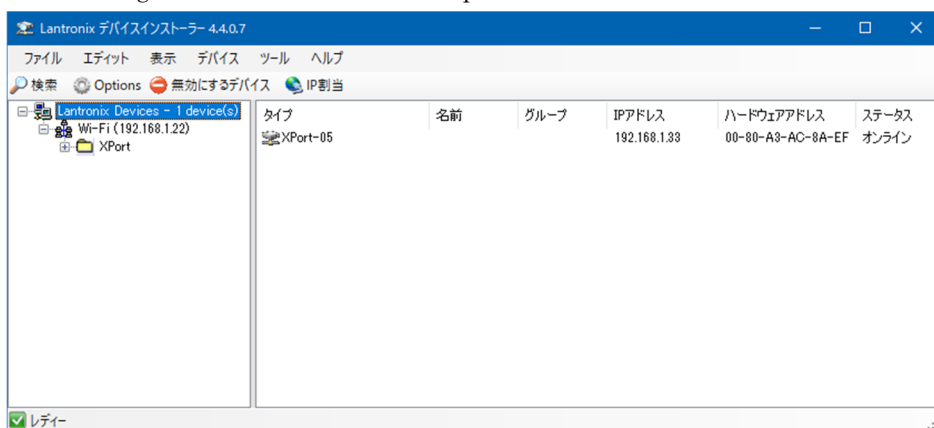 Lantronix デバイスインストーラー 4.4.0.7
ファイル エディット 表示 デバイス ツール ヘルプ
検索 Options 無効にするデバイス IP割当
Lantronix Devices - 1 device(s)
Wi-Fi (192.168.1.22)
XPort
タイプ 名前 グループ IPアドレス ハードウェアアドレス ステータス
XPort-05 192.168.1.33 00-80-A3-AC-8A-EF オンライン
レディー